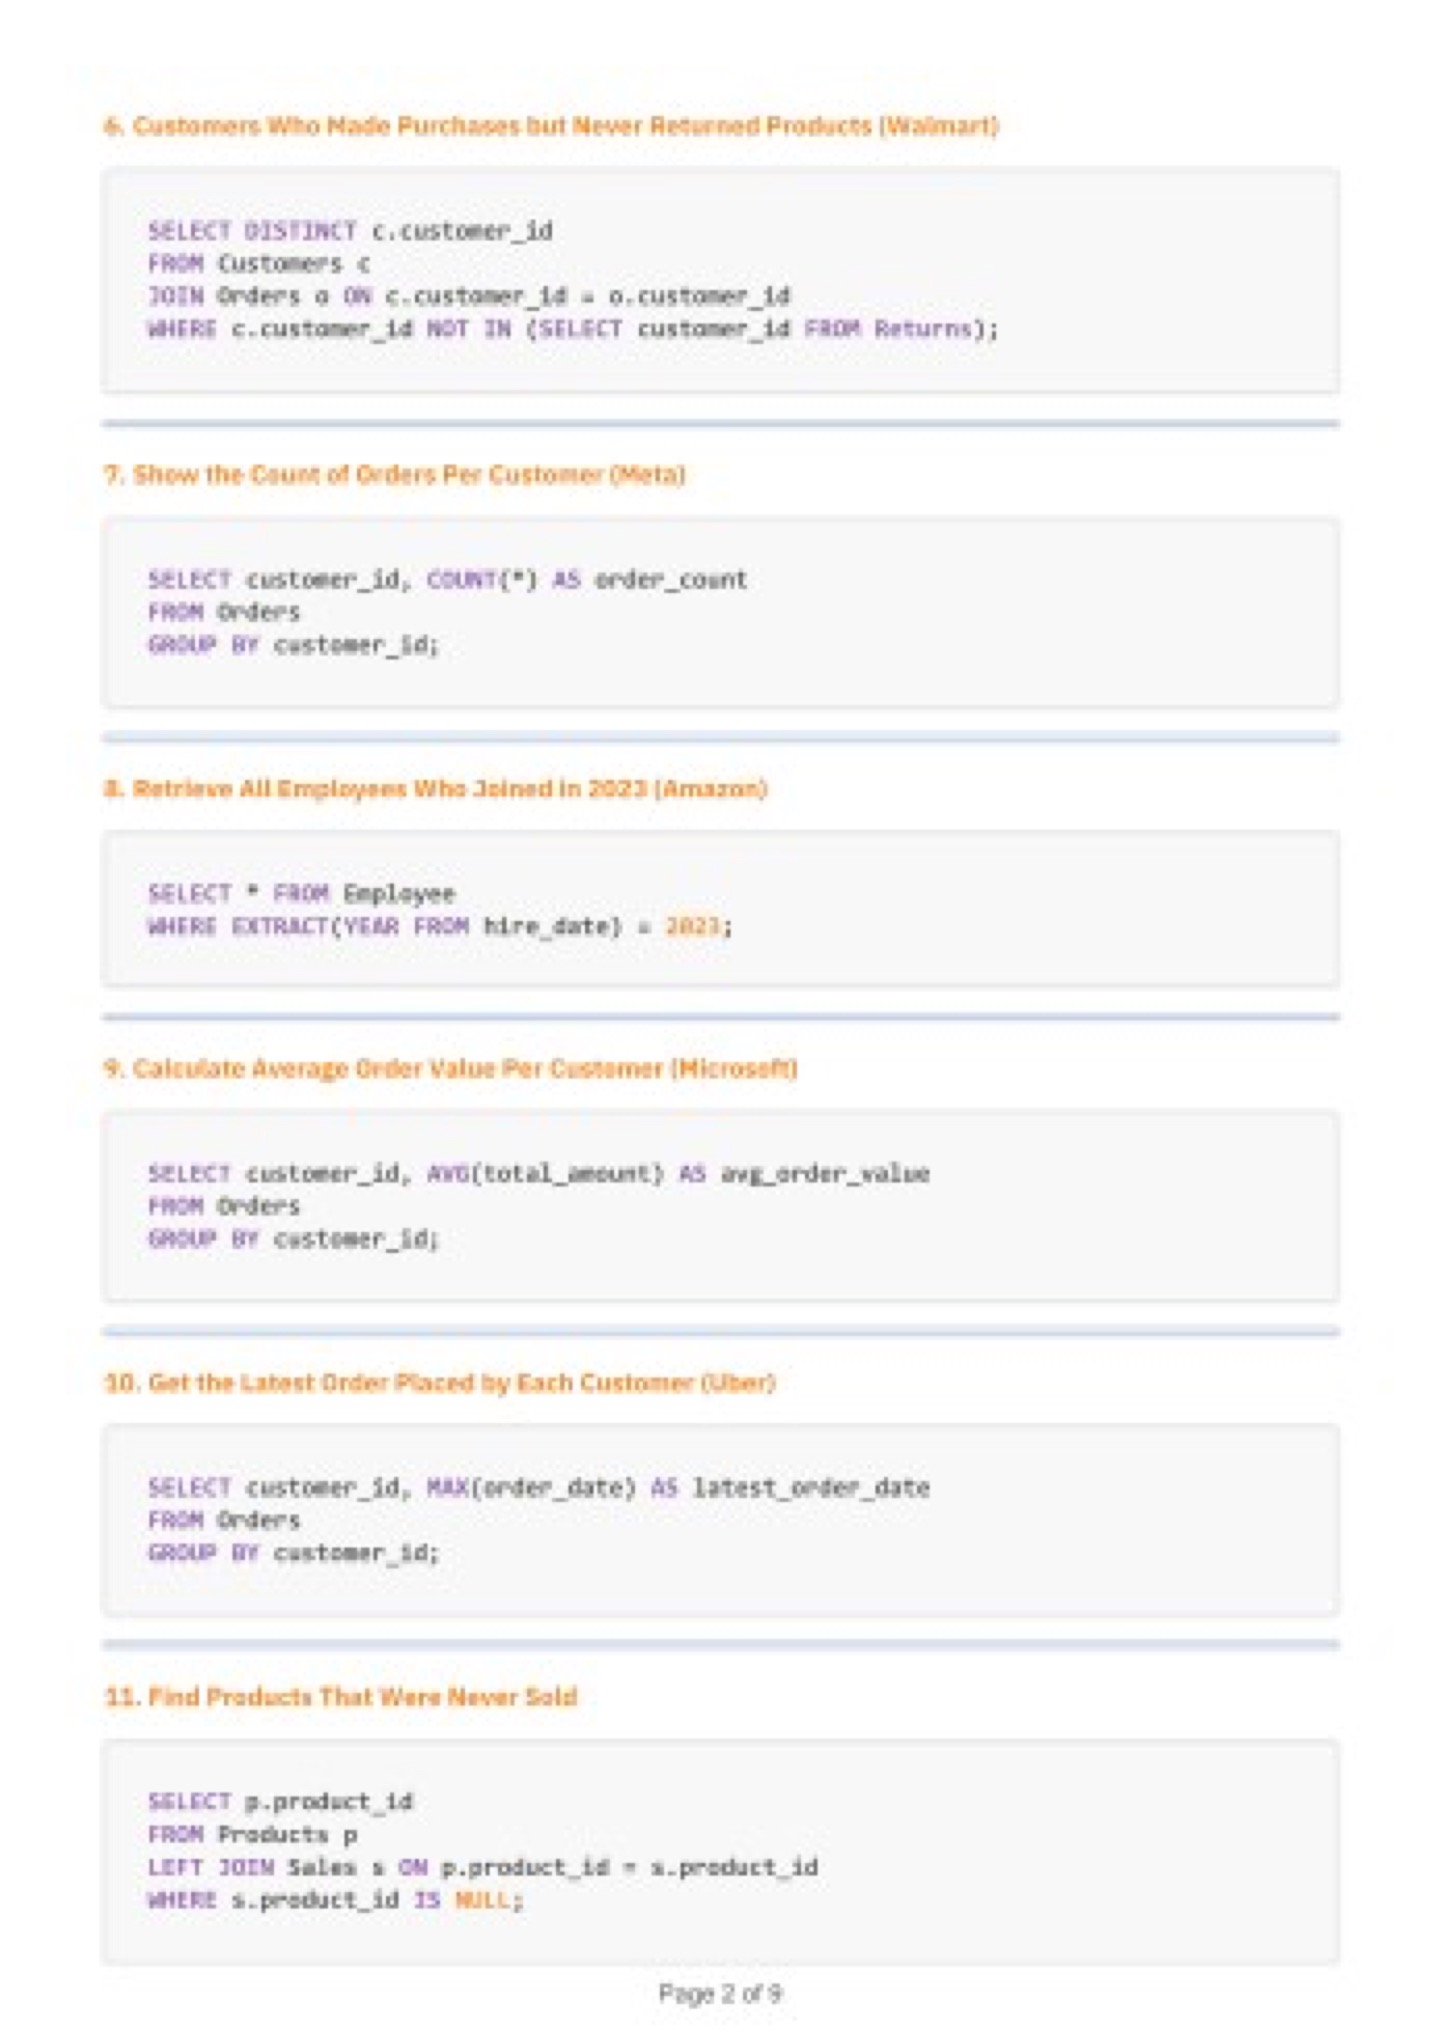 6. Customers Who Made Purchases but Never Returned Products (Walmart)
SELECT DISTINCT c.customer_id
FROM Customers c
JOIN Orders o ON c.customer_id = o.customer_id
WHERE c.customer_id NOT IN (SELECT customer_id FROM Returns);
7. Show the Count of Orders Per Customer (Meta)
SELECT customer_id, COUNT(*) AS order_count
FROM Orders
GROUP BY customer_id;
8. Retrieve All Employees Who Joined in 2023 (Amazon)
SELECT * FROM Employee
WHERE EXTRACT(YEAR FROM hire_date) = 2023;
9. Calculate Average Order Value Per Customer (Microsoft)
SELECT customer_id, AVG(total_amount) AS avg_order_value
FROM Orders
GROUP BY customer_id;
10. Get the Latest Order Placed by Each Customer (Uber)
SELECT customer_id, MAX(order_date) AS latest_order_date
FROM Orders
GROUP BY customer_id;
11. Find Products That Were Never Sold
SELECT p.product_id
FROM Products p
LEFT JOIN Sales s ON p.product_id = s.product_id
WHERE s.product_id IS NULL;
Page 2 of 9